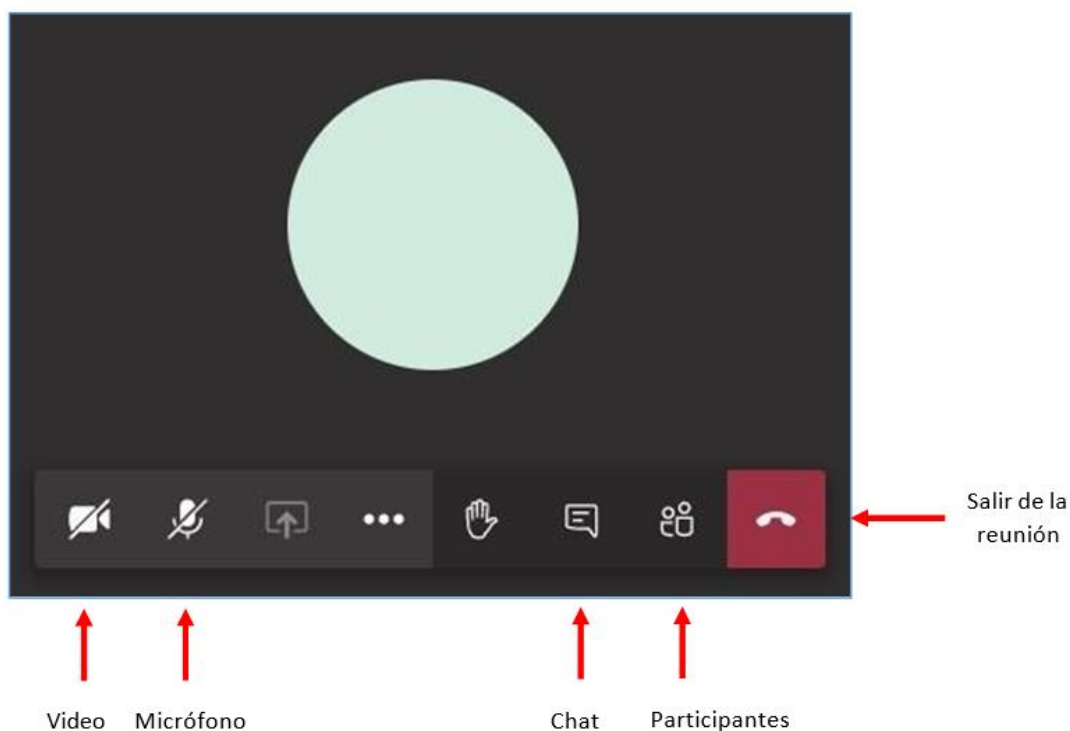 Salir de la
reunión
Video
Micrófono
Chat
Participantes